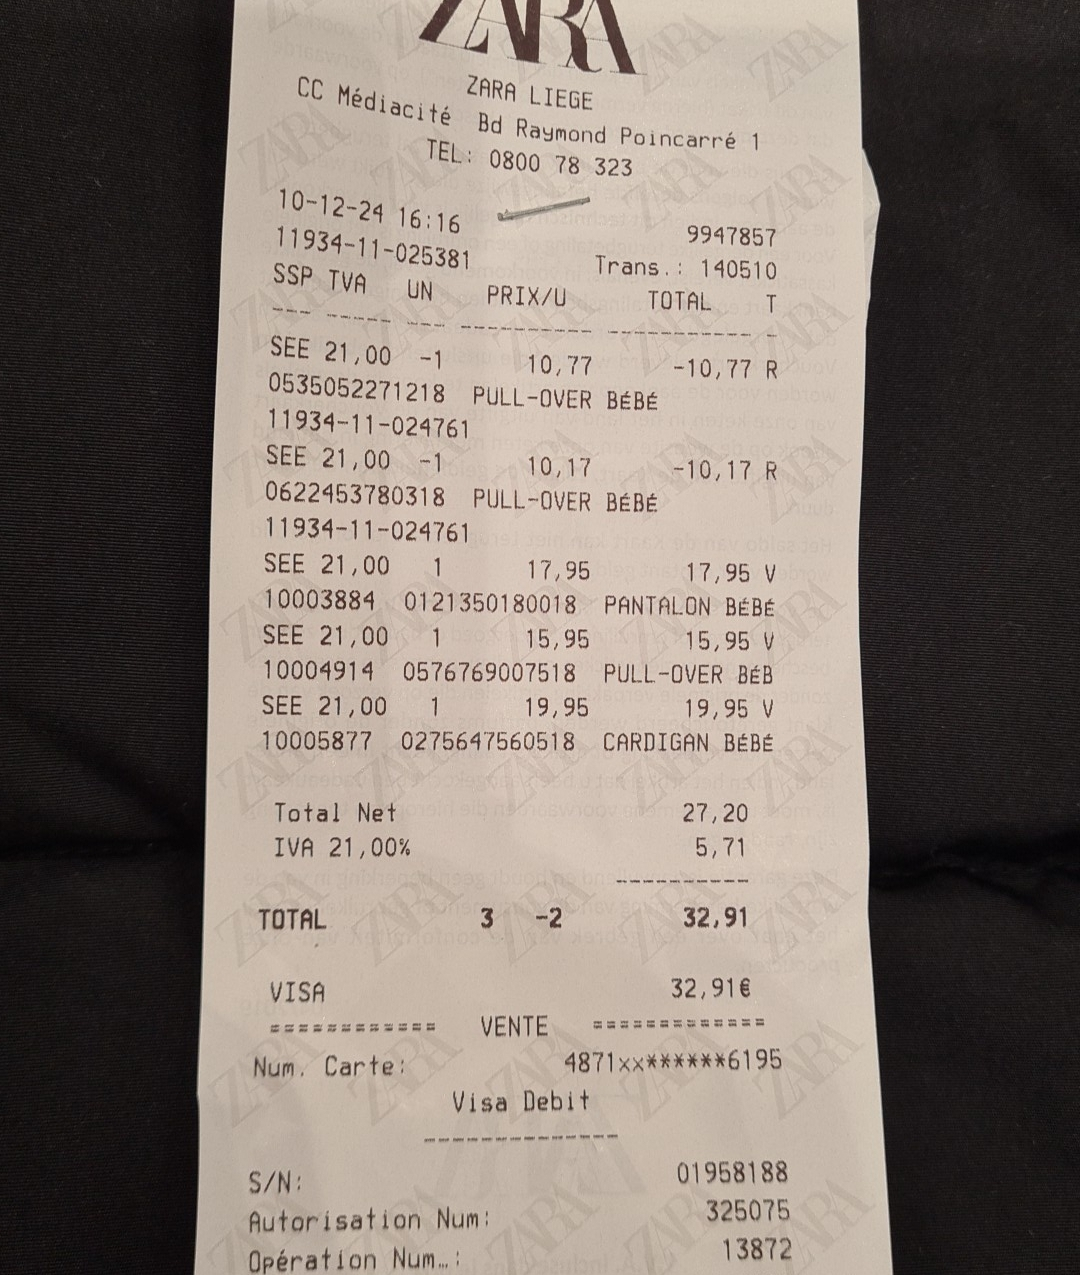 ZARA
ZARA LIEGE
CC Médiacité Bd Raymond Poincarré 1
TEL: 0800 78 323
10-12-24 16:16 9947857
11934-11-025381 Trans.: 140510
SSP TVA UN PRIX/U TOTAL T
--- ----- --- ---------- ----------- -
SEE 21,00 -1 10,77 -10,77 R
0535052271218 PULL-OVER BÉBÉ
11934-11-024761
SEE 21,00 -1 10,17 -10,17 R
0622453780318 PULL-OVER BÉBÉ
11934-11-024761
SEE 21,00 1 17,95 17,95 V
10003884 0121350180018 PANTALON BÉBÉ
SEE 21,00 1 15,95 15,95 V
10004914 0576769007518 PULL-OVER BÉB
SEE 21,00 1 19,95 19,95 V
10005877 0275647560518 CARDIGAN BÉBÉ
Total Net 27,20
IVA 21,00% 5,71
----------
TOTAL 3 -2 32,91
VISA 32,91€
============ VENTE =============
Num. Carte: 4871xx******6195
Visa Debit
--------------
S/N: 01958188
Autorisation Num: 325075
Opération Num…: 13872